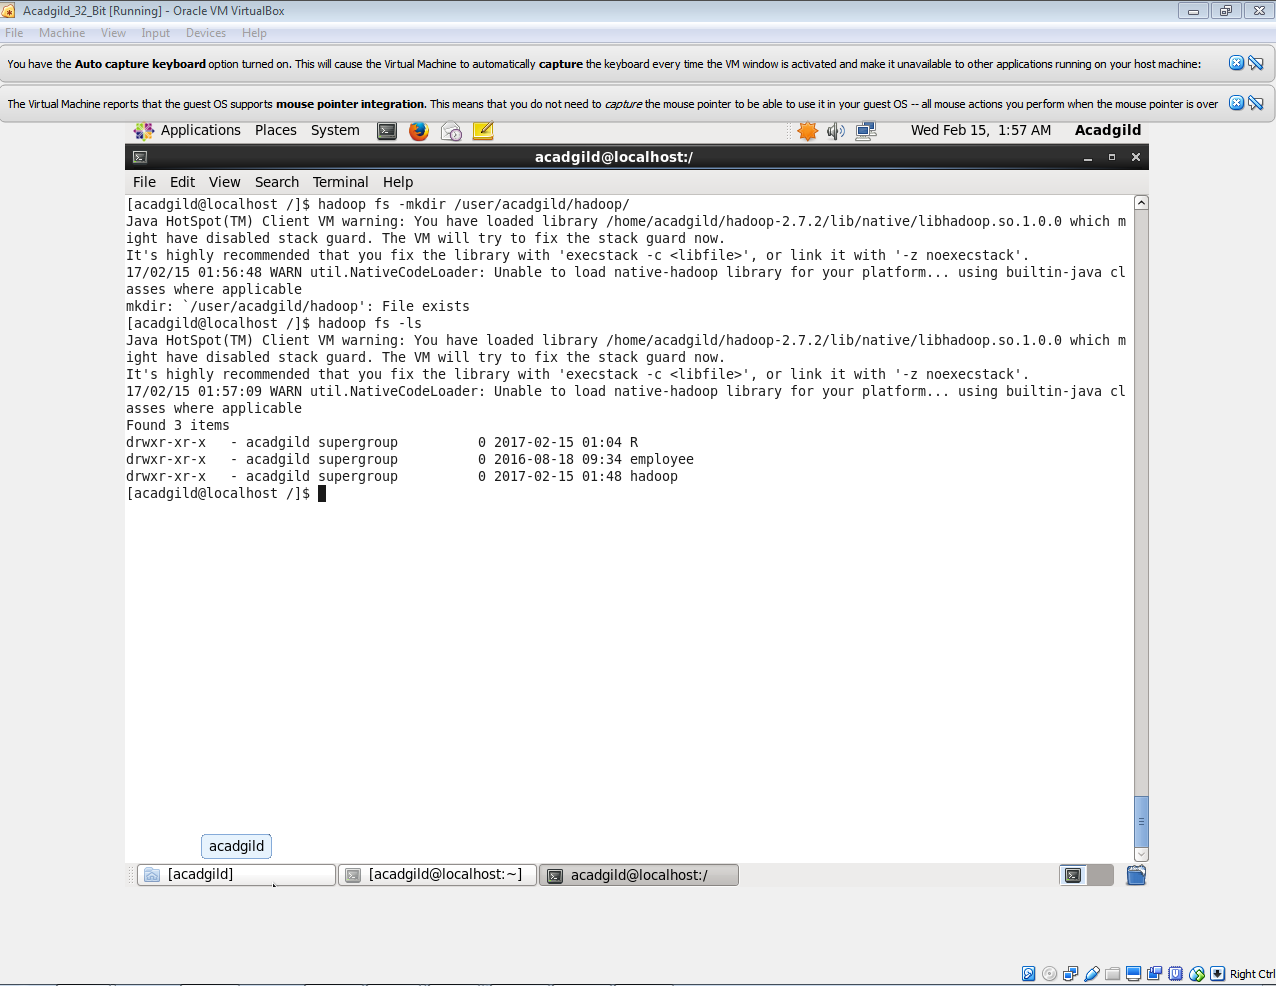 Acadgild_32_Bit [Running] - Oracle VM VirtualBox
File Machine View Input Devices Help
You have the Auto capture keyboard option turned on. This will cause the Virtual Machine to automatically capture the keyboard every time the VM window is activated and make it unavailable to other applications running on your host machine:
The Virtual Machine reports that the guest OS supports mouse pointer integration. This means that you do not need to capture the mouse pointer to be able to use it in your guest OS -- all mouse actions you perform when the mouse pointer is over
Applications Places System Wed Feb 15, 1:57 AM Acadgild
acadgild@localhost:/
File Edit View Search Terminal Help
[acadgild@localhost /]$ hadoop fs -mkdir /user/acadgild/hadoop/
Java HotSpot(TM) Client VM warning: You have loaded library /home/acadgild/hadoop-2.7.2/lib/native/libhadoop.so.1.0.0 which m
ight have disabled stack guard. The VM will try to fix the stack guard now.
It's highly recommended that you fix the library with 'execstack -c <libfile>', or link it with '-z noexecstack'.
17/02/15 01:56:48 WARN util.NativeCodeLoader: Unable to load native-hadoop library for your platform... using builtin-java cl
asses where applicable
mkdir: `/user/acadgild/hadoop': File exists
[acadgild@localhost /]$ hadoop fs -ls
Java HotSpot(TM) Client VM warning: You have loaded library /home/acadgild/hadoop-2.7.2/lib/native/libhadoop.so.1.0.0 which m
ight have disabled stack guard. The VM will try to fix the stack guard now.
It's highly recommended that you fix the library with 'execstack -c <libfile>', or link it with '-z noexecstack'.
17/02/15 01:57:09 WARN util.NativeCodeLoader: Unable to load native-hadoop library for your platform... using builtin-java cl
asses where applicable
Found 3 items
drwxr-xr-x   - acadgild supergroup          0 2017-02-15 01:04 R
drwxr-xr-x   - acadgild supergroup          0 2016-08-18 09:34 employee
drwxr-xr-x   - acadgild supergroup          0 2017-02-15 01:48 hadoop
[acadgild@localhost /]$
acadgild
[acadgild] [acadgild@localhost:~] acadgild@localhost:/
Right Ctrl